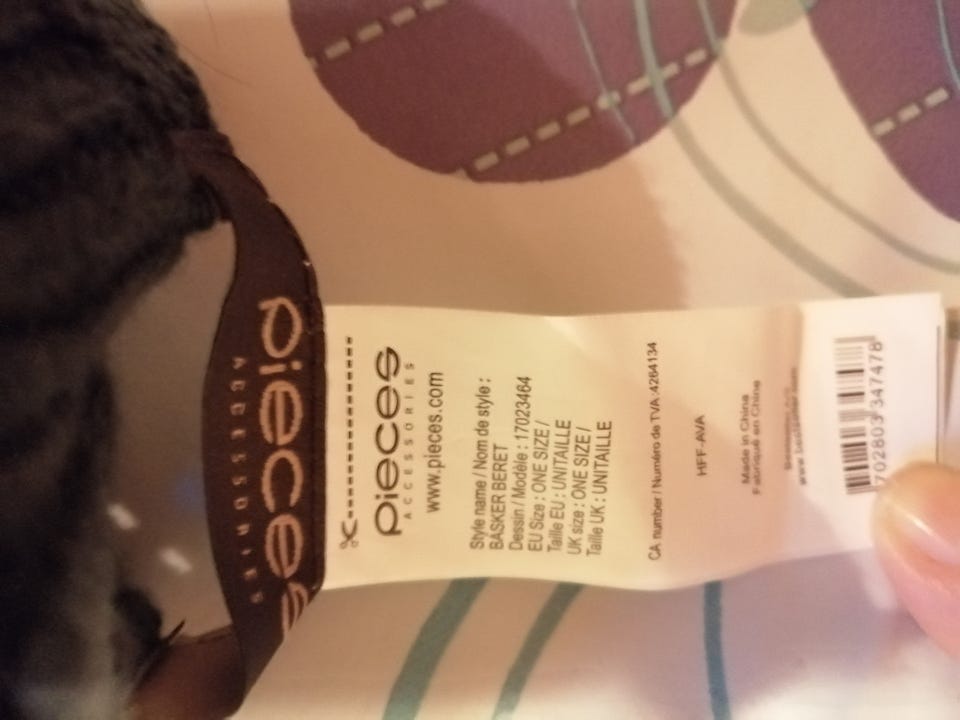 pieces
ACCESSORIES
pieces
ACCESSORIES
www.pieces.com
Style name / Nom de style :
BASKER BERET
Dessin / Modèle : 17023464
EU Size : ONE SIZE /
Taille EU : UNITAILLE
UK size : ONE SIZE /
Taille UK : UNITAILLE
CA number / Numéro de TVA :4264134
HFF-AVA
Made in China
Fabriqué en Chine
702803 347478